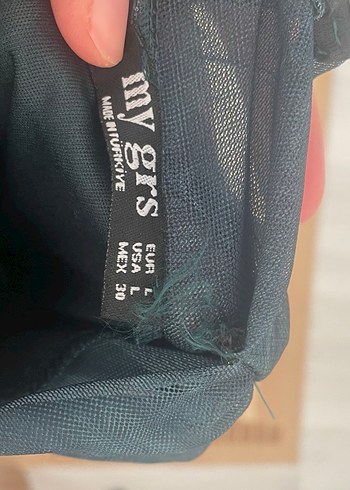 my grs
MADE IN TÜRKİYE
EUR L
USA L
MEX 30